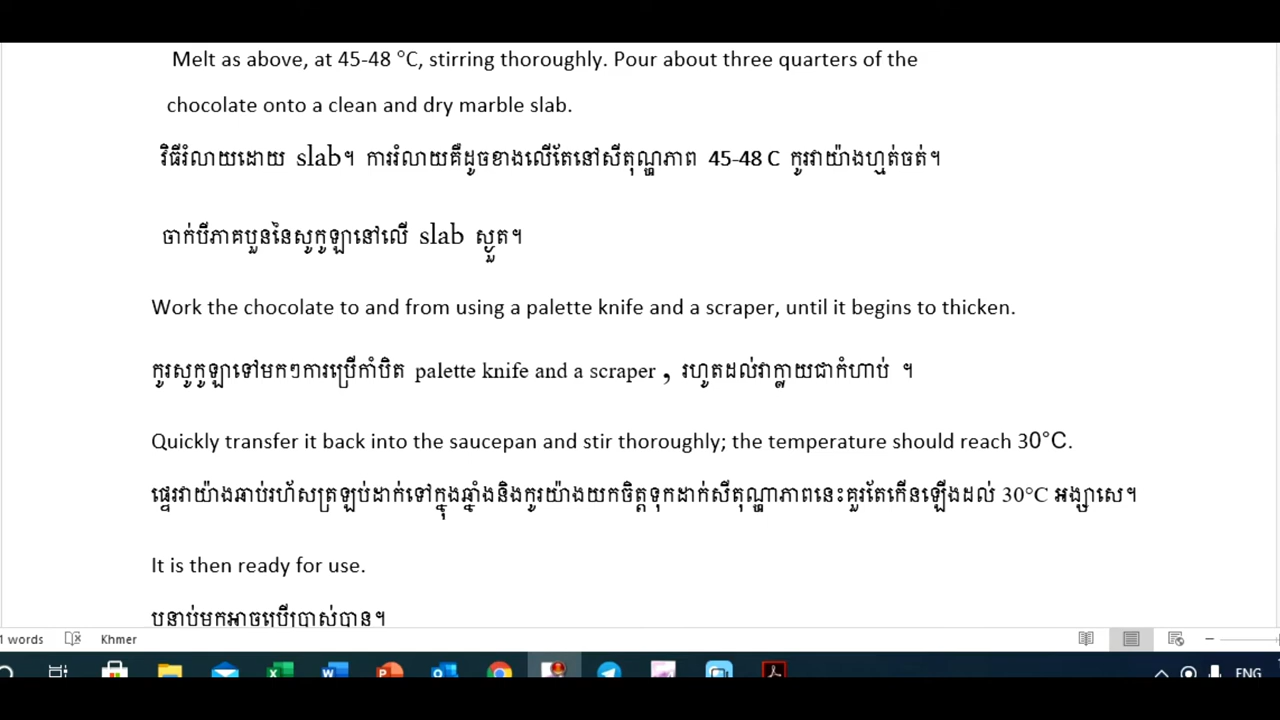 Melt as above, at 45-48 °C, stirring thoroughly. Pour about three quarters of the
chocolate onto a clean and dry marble slab.
វិធីរំលាយដោយ slab។ ការរំលាយគឺដូចខាងលើតែនៅសីតុណ្ហភាព 45-48 C កូរវាយ៉ាងហ្មត់ចត់។
ចាក់បីភាគបួននៃសូកូឡានៅលើ slab ស្ងួត។
Work the chocolate to and from using a palette knife and a scraper, until it begins to thicken.
កូរសូកូឡាទៅមកៗការប្រើកាំបិត palette knife and a scraper , រហូតដល់វាក្លាយជាកំហាប់ ។
Quickly transfer it back into the saucepan and stir thoroughly; the temperature should reach 30°C.
ផ្ទេរវាយ៉ាងឆាប់រហ័សត្រឡប់ដាក់ទៅក្នុងឆ្នាំងនិងកូរយ៉ាងយកចិត្តទុកដាក់សីតុណ្ហាភាពនេះគួរតែកើនឡើងដល់ 30°C អង្សាសេ។
It is then ready for use.
បនាប់មកអាចប្រើប្រាស់បាន។
1 words Khmer
ENG